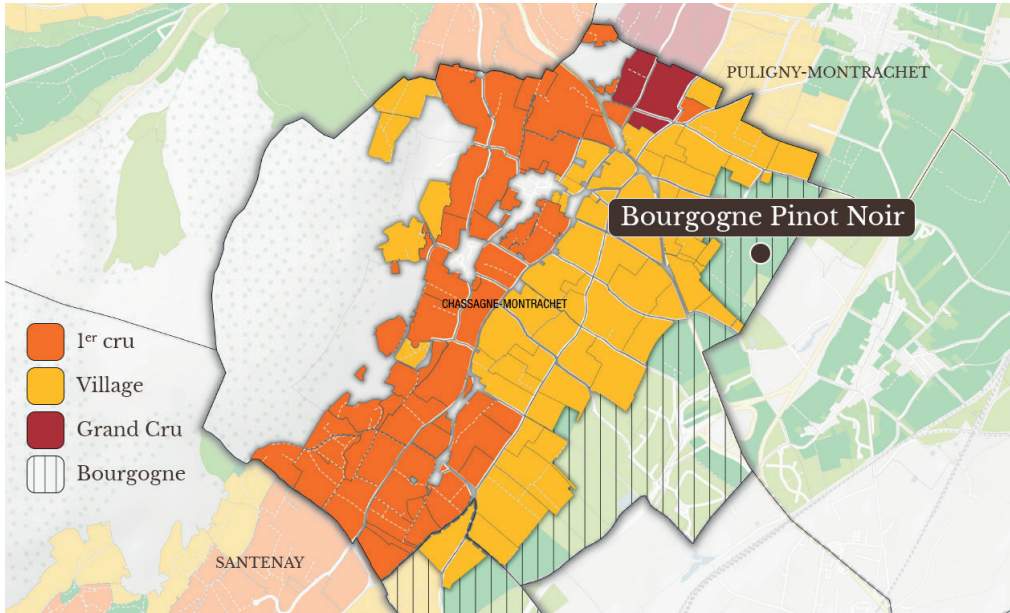 PULIGNY-MONTRACHET
Bourgogne Pinot Noir
CHASSAGNE-MONTRACHET
1er cru
Village
Grand Cru
Bourgogne
SANTENAY